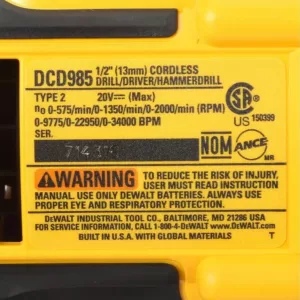 DCD985 1/2" (13mm) CORDLESS DRILL/DRIVER/HAMMERDRILL
TYPE 2 20V⎓ (Max)
n₀ 0-575/min/0-1350/min/0-2000/min (RPM)
0-9775/0-22950/0-34000 BPM
SER.
SA
US 150399
NOM ANCE
MR
WARNING TO REDUCE THE RISK OF INJURY,
USER MUST READ INSTRUCTION
MANUAL. USE ONLY DEWALT BATTERIES. ALWAYS USE
PROPER EYE AND RESPIRATORY PROTECTION.
DEWALT INDUSTRIAL TOOL CO., BALTIMORE, MD 21286 USA
FOR SERVICE INFORMATION, CALL 1-800-4-DEWALT www.DEWALT.com
BUILT IN U.S.A. WITH GLOBAL MATERIALS T